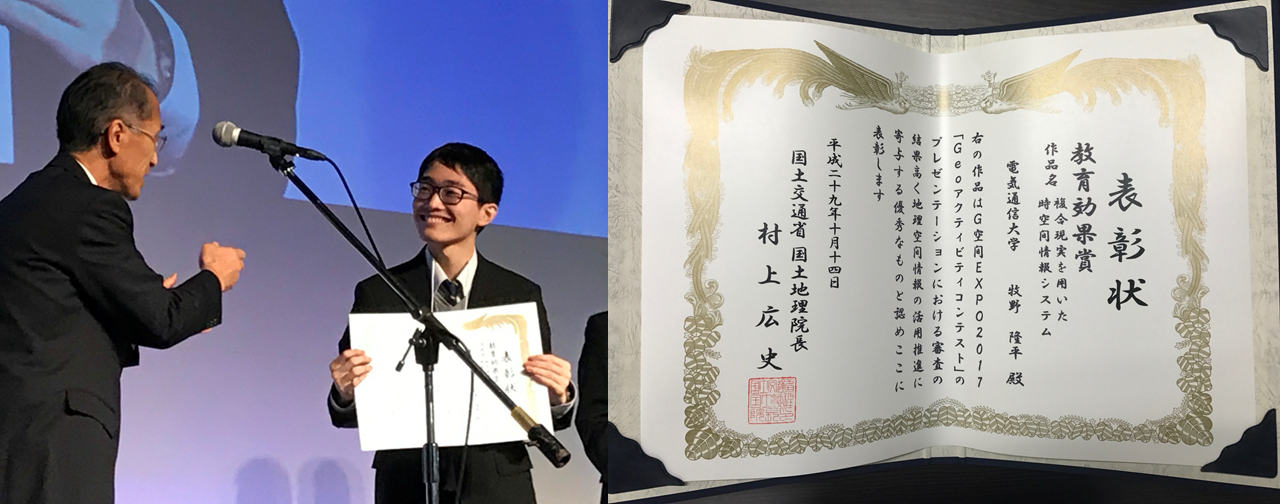 表彰状
教育効果賞
作品名 複合現実を用いた
時空間情報システム
電気通信大学 牧野 隆平 殿
右の作品はG空間EXPO2017
「Geoアクティビティコンテスト」の
プレゼンテーションにおける審査の
結果高く地理空間情報の活用推進に
寄与する優秀なものと認めここに
表彰します
平成二十九年十月十四日
国土交通省 国土地理院長
村上広史
表彰状
教育効果